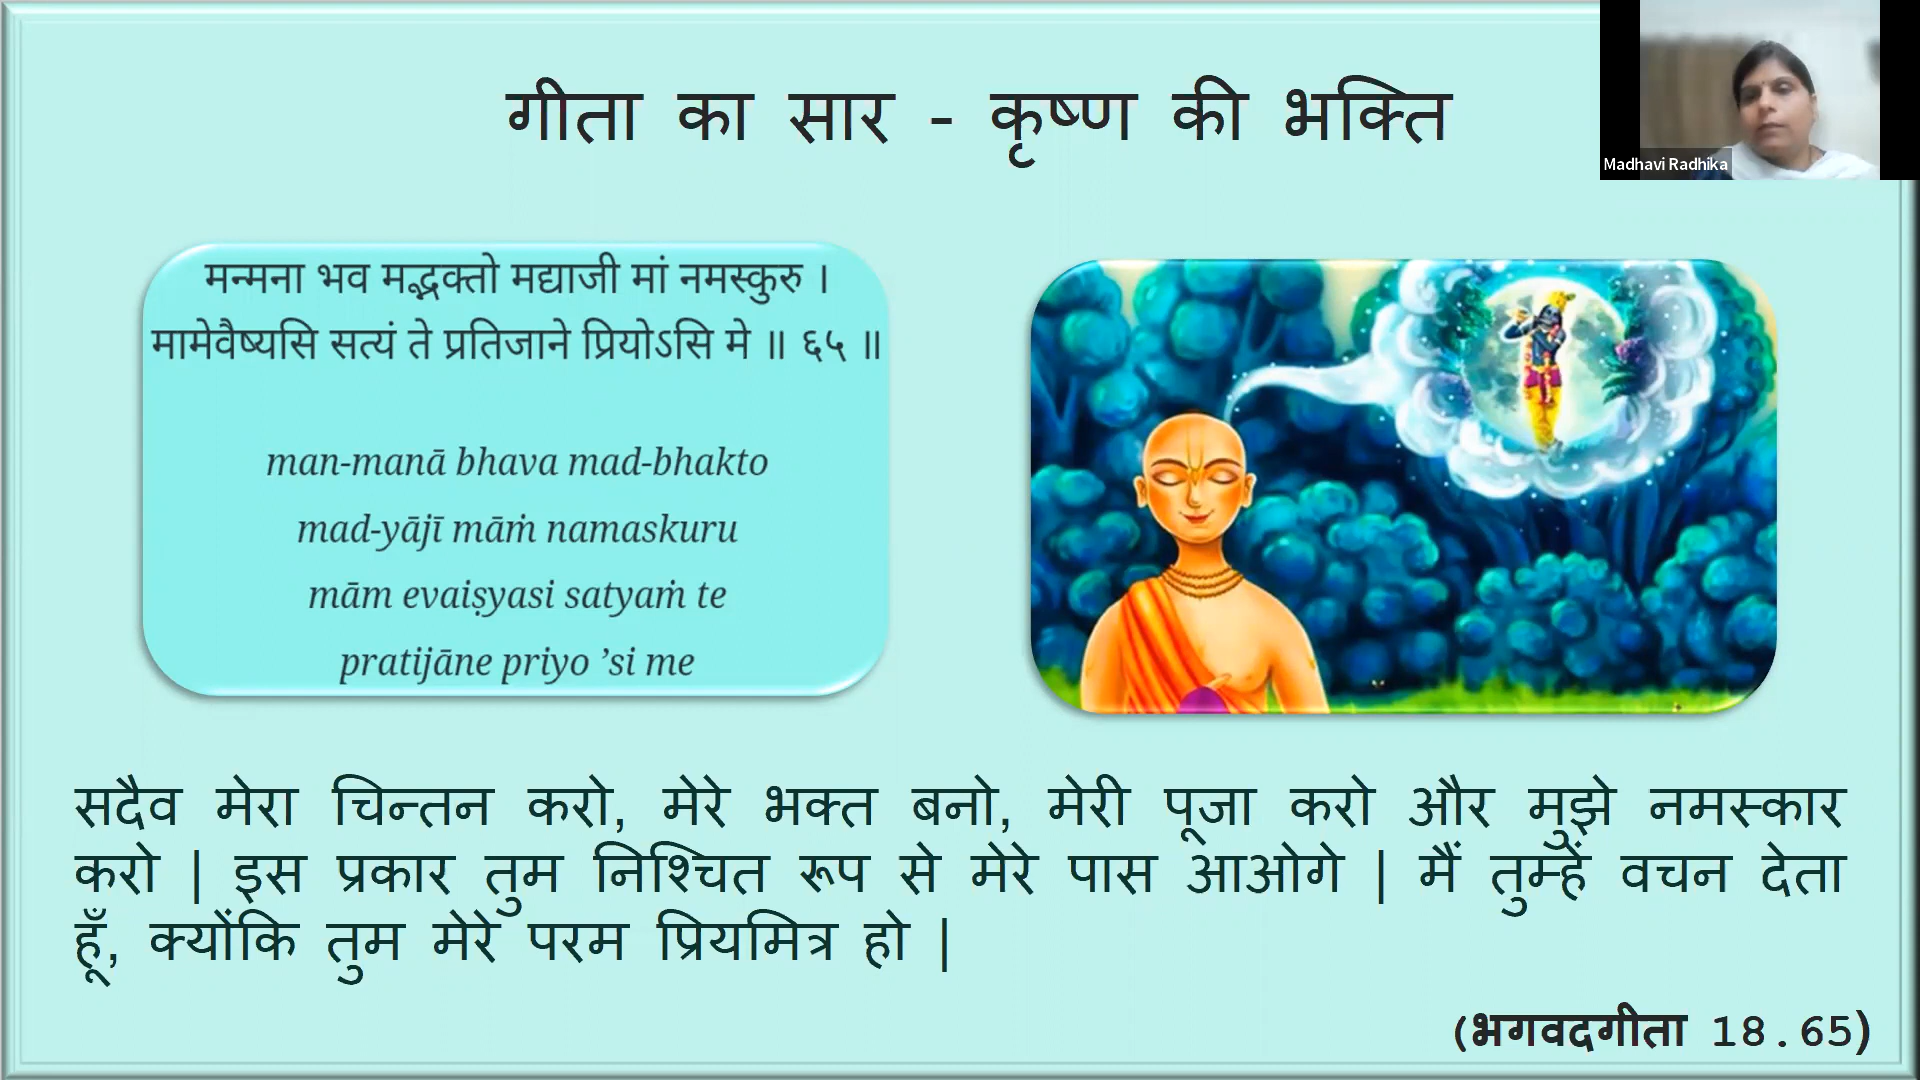 गीता का सार - कृष्ण की भक्ति
Madhavi Radhika
मन्मना भव मद्भक्तो मद्याजी मां नमस्कुरु ।
मामेवैष्यसि सत्यं ते प्रतिजाने प्रियोऽसि मे ॥ ६५ ॥
man-manā bhava mad-bhakto
mad-yājī māṁ namaskuru
mām evaiṣyasi satyaṁ te
pratijāne priyo ’si me
सदैव मेरा चिन्तन करो, मेरे भक्त बनो, मेरी पूजा करो और मुझे नमस्कार
करो | इस प्रकार तुम निश्चित रूप से मेरे पास आओगे | मैं तुम्हें वचन देता
हूँ, क्योंकि तुम मेरे परम प्रियमित्र हो |
(भगवदगीता 18.65)